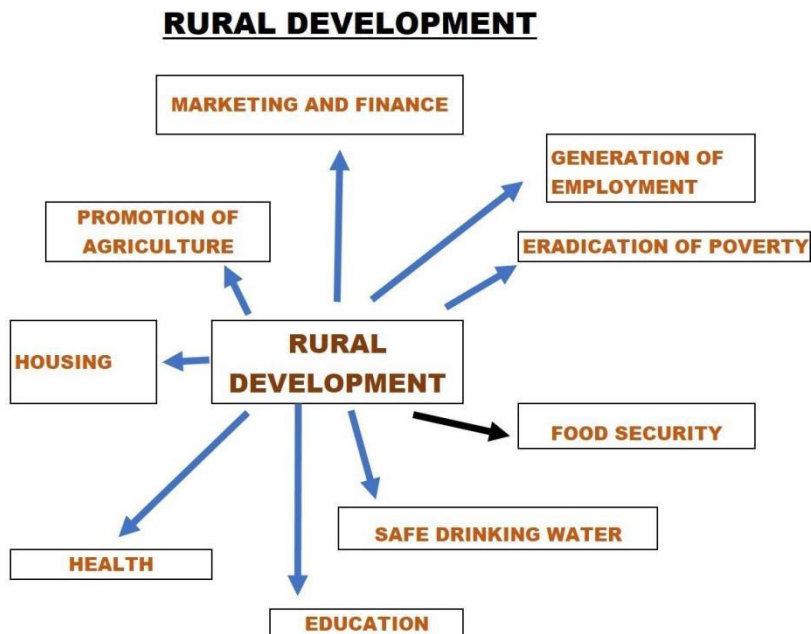 RURAL DEVELOPMENT
MARKETING AND FINANCE
GENERATION OF
EMPLOYMENT
PROMOTION OF
AGRICULTURE
ERADICATION OF POVERTY
RURAL
DEVELOPMENT
HOUSING
FOOD SECURITY
SAFE DRINKING WATER
HEALTH
EDUCATION